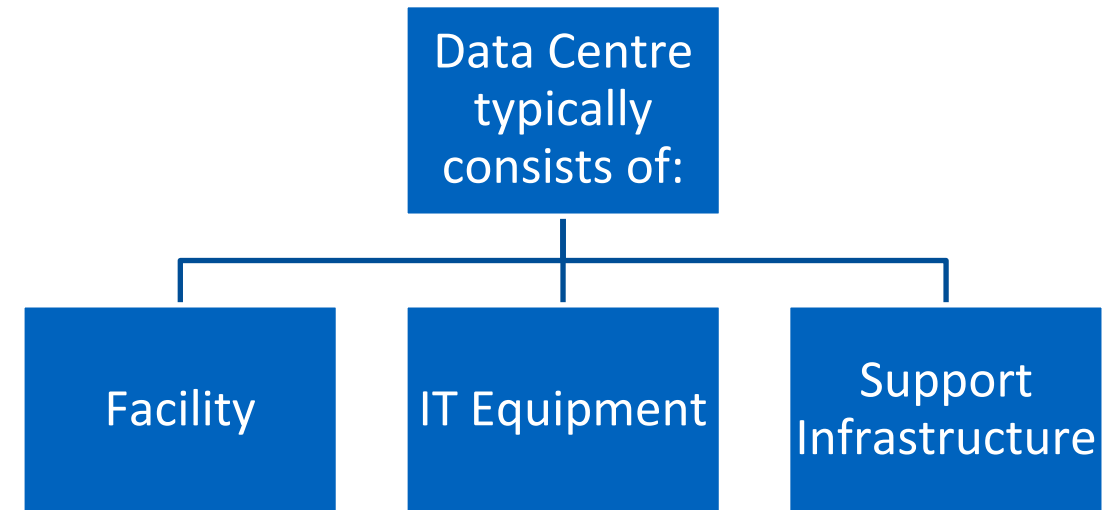 Data Centre
typically
consists of:
Facility
IT Equipment
Support
Infrastructure